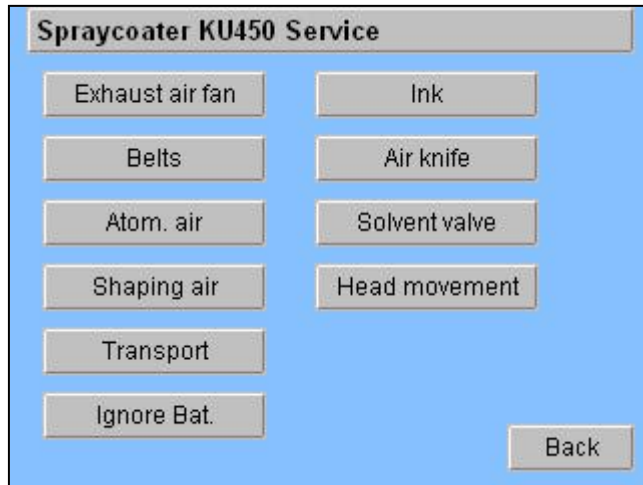 Spraycoater KU450 Service
Exhaust air fan
Ink
Belts
Air knife
Atom. air
Solvent valve
Shaping air
Head movement
Transport
Ignore Bat.
Back